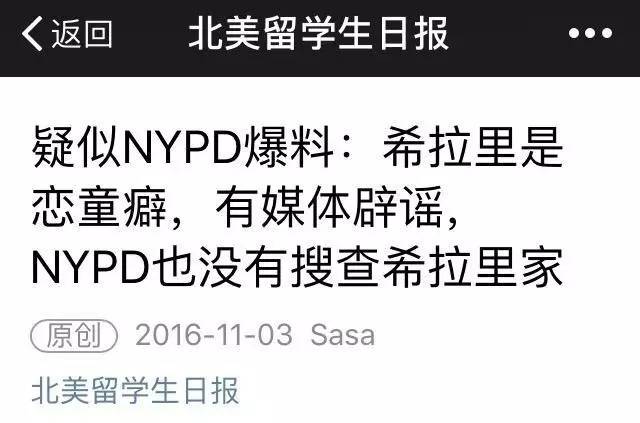 返回 北美留学生日报 •••
疑似NYPD爆料：希拉里是
恋童癖，有媒体辟谣，
NYPD也没有搜查希拉里家
原创 2016-11-03 Sasa
北美留学生日报